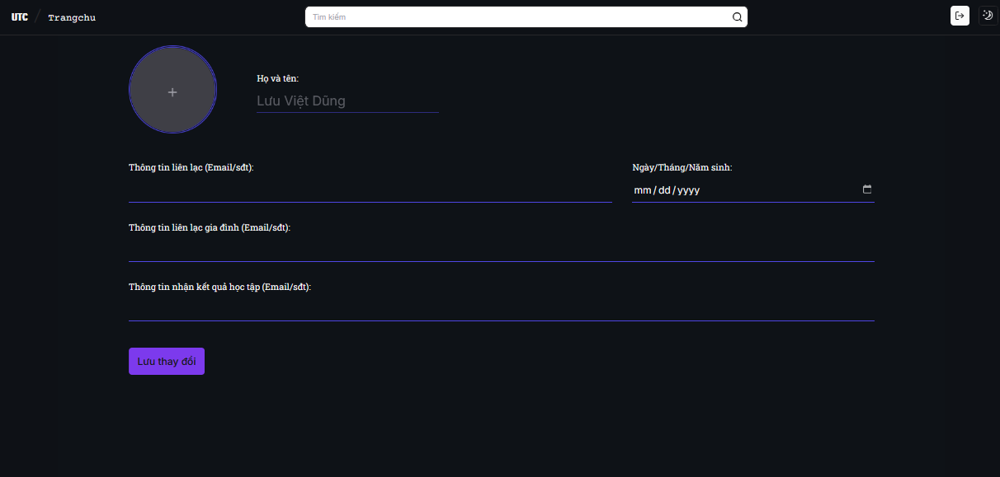 UTC / Trangchu
Tìm kiếm
+
Họ và tên:
Lưu Việt Dũng
Thông tin liên lạc (Email/sđt):
Ngày/Tháng/Năm sinh:
mm/dd/yyyy
Thông tin liên lạc gia đình (Email/sđt):
Thông tin nhận kết quả học tập (Email/sđt):
Lưu thay đổi